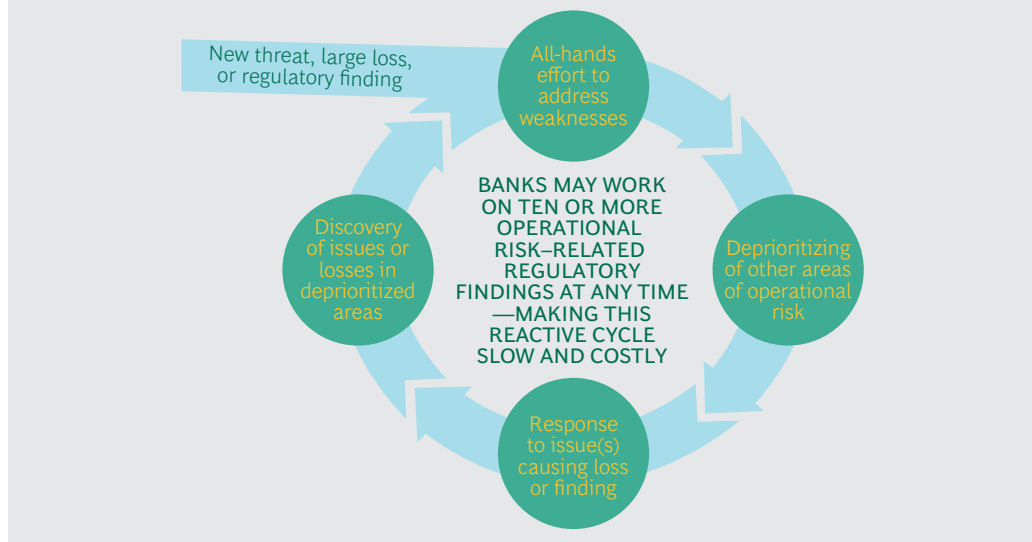 New threat, large loss,
or regulatory finding
All-hands
effort to
address
weaknesses
BANKS MAY WORK
ON TEN OR MORE
OPERATIONAL
RISK–RELATED
REGULATORY
FINDINGS AT ANY TIME
—MAKING THIS
REACTIVE CYCLE
SLOW AND COSTLY
Deprioritizing
of other areas
of operational
risk
Response
to issue(s)
causing loss
or finding
Discovery
of issues or
losses in
deprioritized
areas